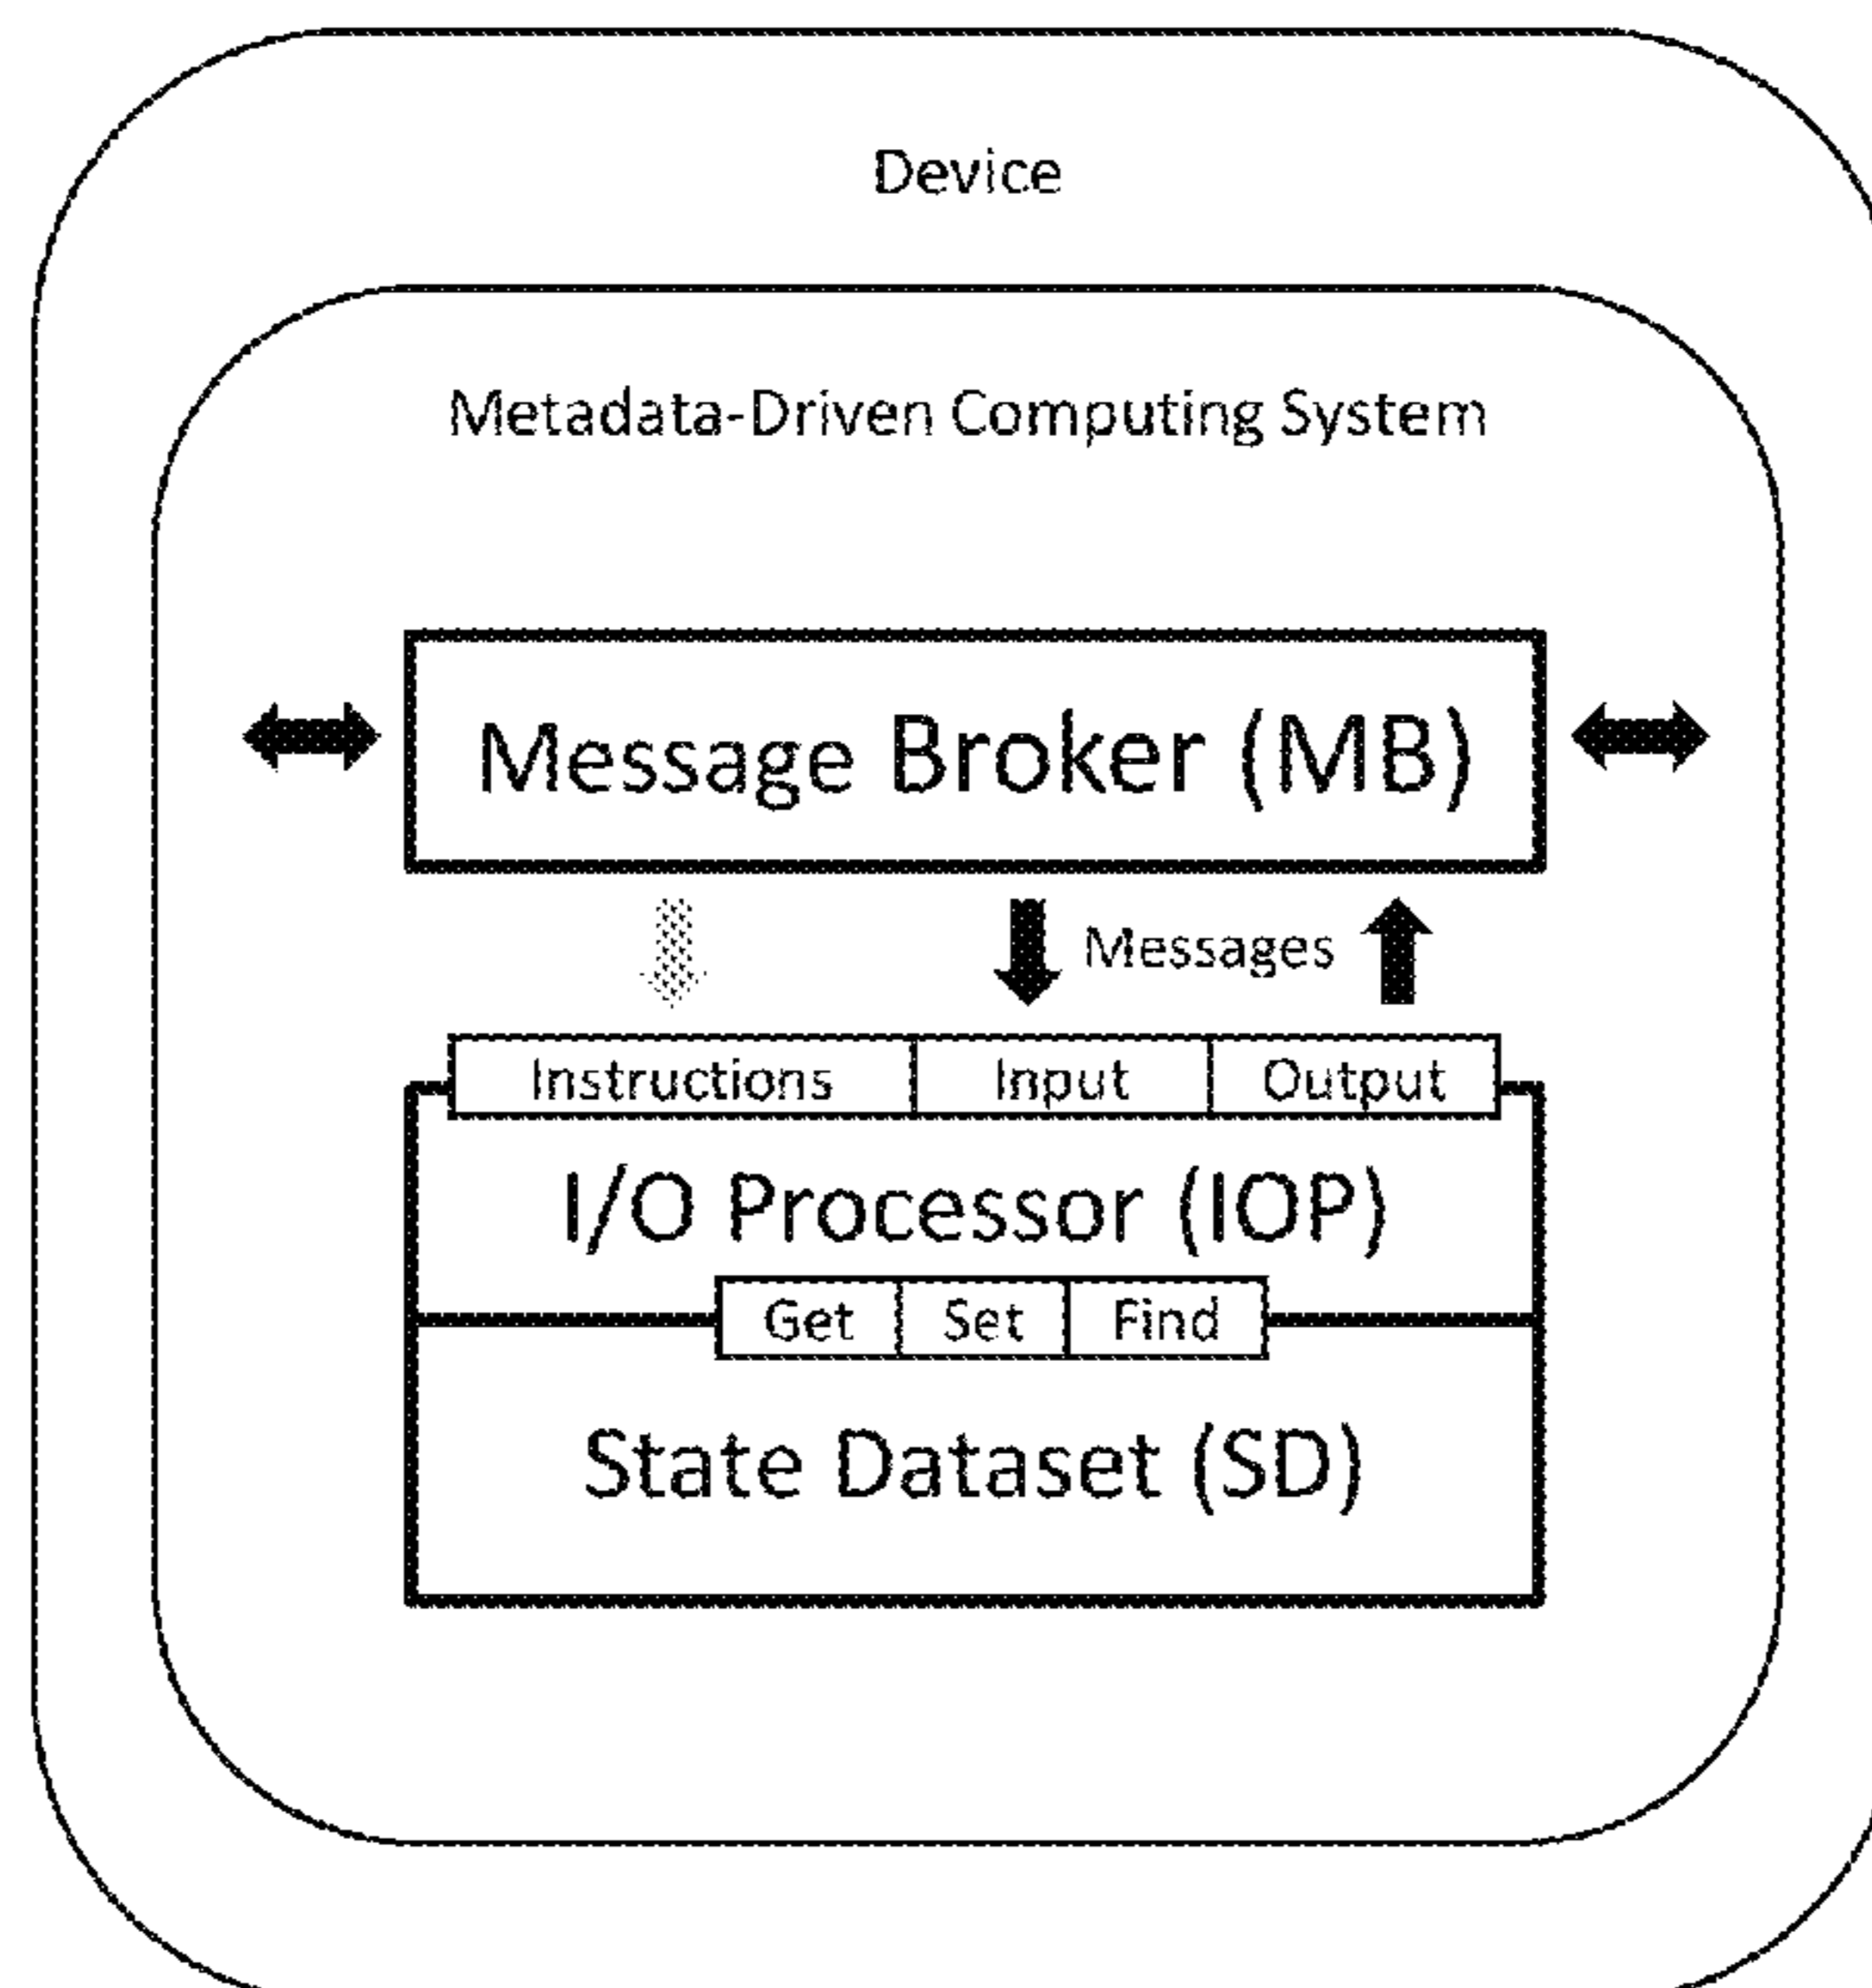 Device
Metadata-Driven Computing System
Message Broker (MB)
Messages
Instructions Input Output
I/O Processor (IOP)
Get Set Find
State Dataset (SD)